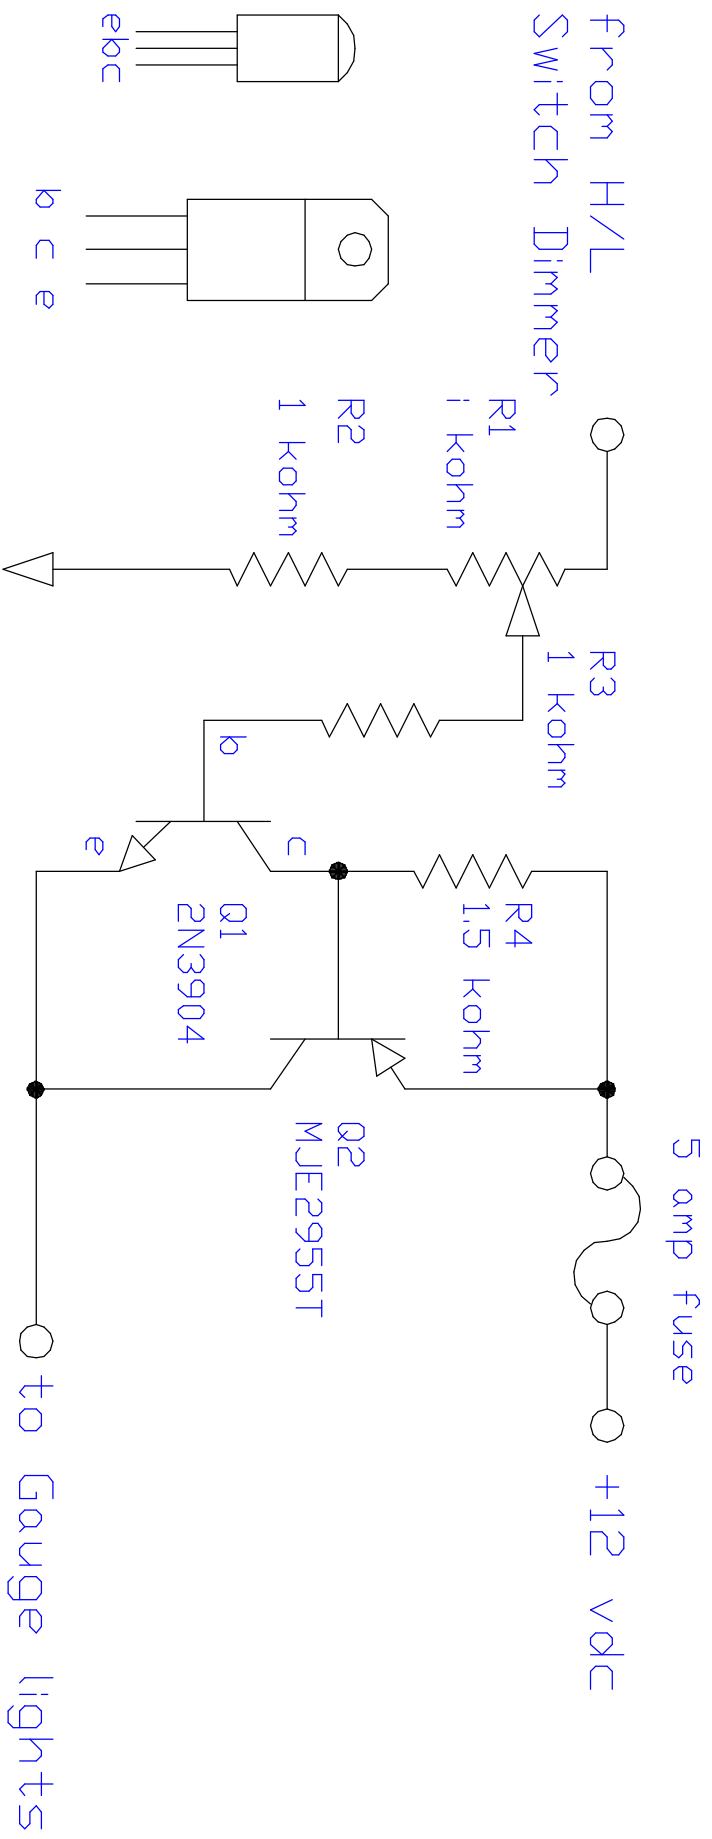 from H/L
Switch Dimmer
5 amp fuse
+12 vdc
R1
1 kohm
R2
1 kohm
R3
1 kohm
R4
1.5 kohm
b
c
e
Q1
2N3904
Q2
MJE2955T
ebc
b c e
to Gauge lights